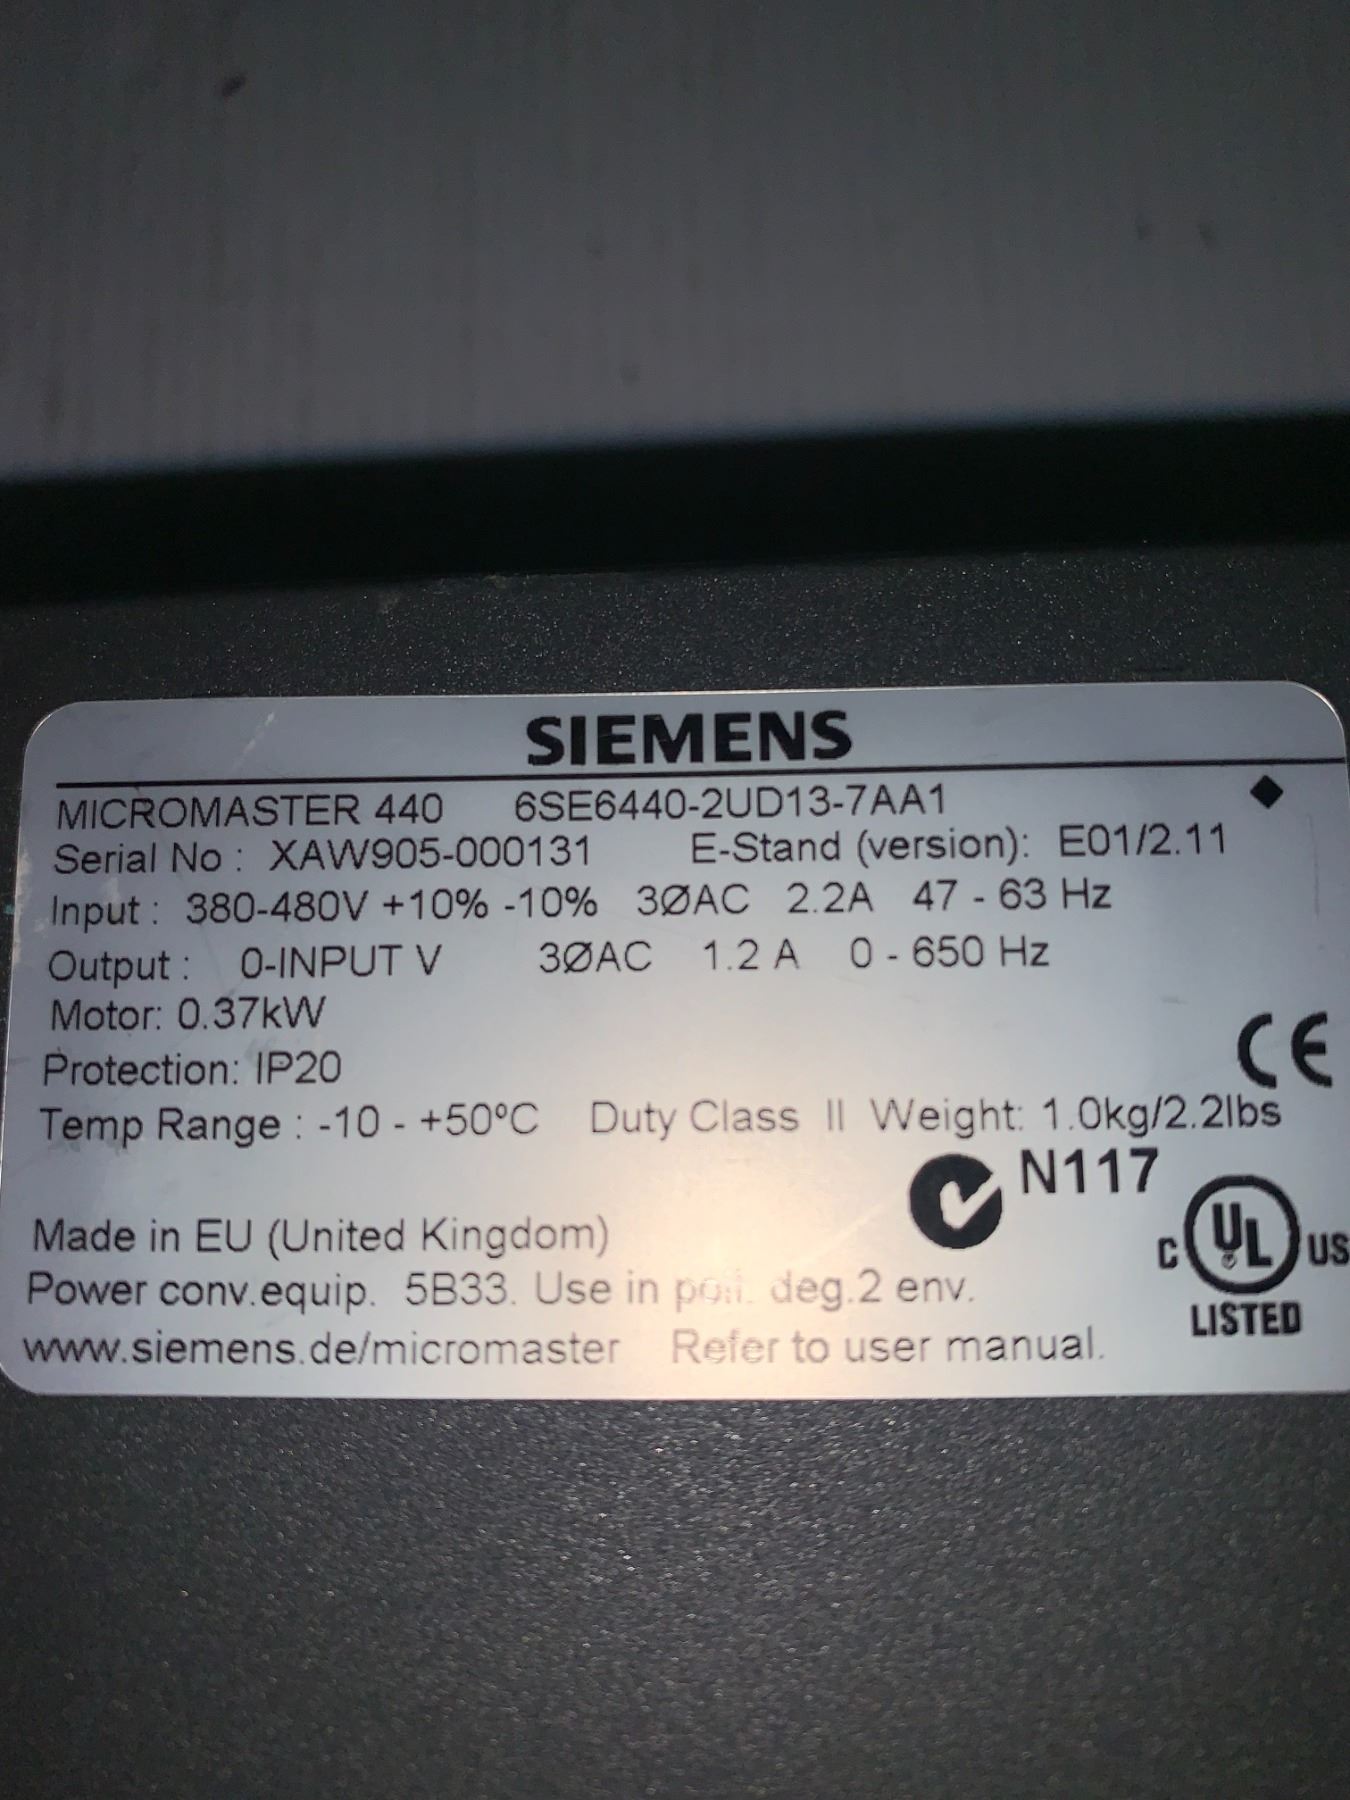 SIEMENS
MICROMASTER 440 6SE6440-2UD13-7AA1
Serial No : XAW905-000131 E-Stand (version): E01/2.11
Input : 380-480V +10% -10% 3ØAC 2.2A 47 - 63 Hz
Output : 0-INPUT V 3ØAC 1.2 A 0 - 650 Hz
Motor: 0.37kW
Protection: IP20
CE
Temp Range : -10 - +50ºC Duty Class II Weight: 1.0kg/2.2lbs
N117
Made in EU (United Kingdom)
C UL US
Power conv.equip. 5B33. Use in poll. deg.2 env.
LISTED
www.siemens.de/micromaster Refer to user manual.